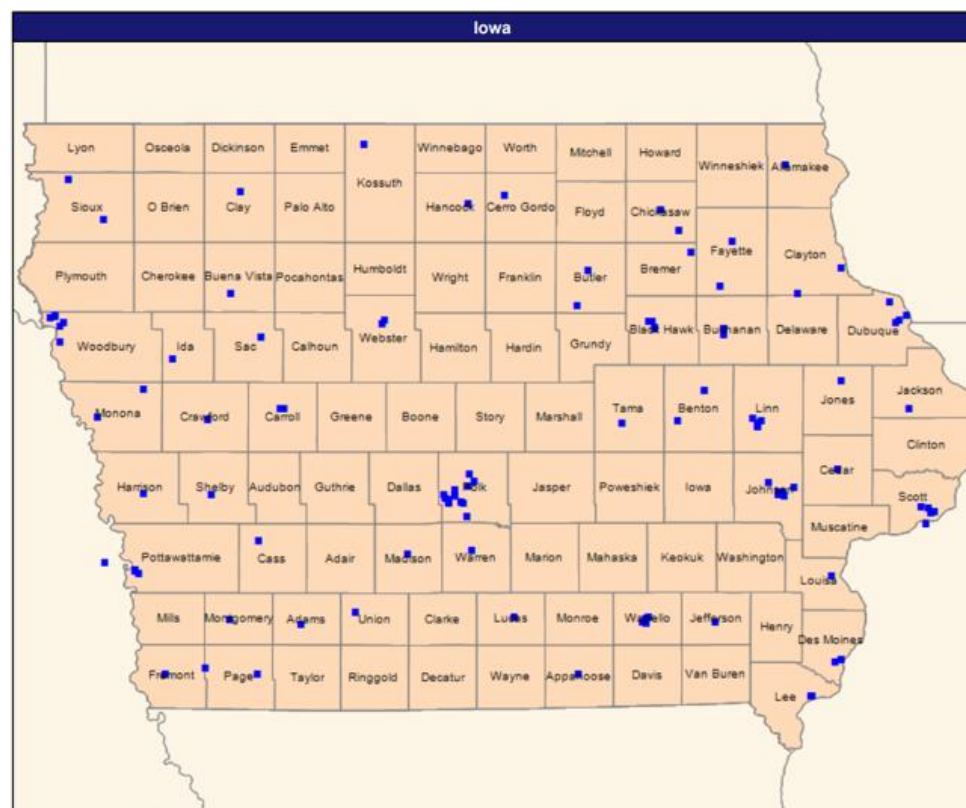 Iowa
Lyon
Osceola
Dickinson
Emmet
Kossuth
Winnebago
Worth
Mitchell
Howard
Winneshiek
Allamakee
Sioux
O Brien
Clay
Palo Alto
Hancock
Cerro Gordo
Floyd
Chickasaw
Fayette
Clayton
Plymouth
Cherokee
Buena Vista
Pocahontas
Humboldt
Wright
Franklin
Butler
Bremer
Woodbury
Ida
Sac
Calhoun
Webster
Hamilton
Hardin
Grundy
Black Hawk
Buchanan
Delaware
Dubuque
Monona
Crawford
Carroll
Greene
Boone
Story
Marshall
Tama
Benton
Linn
Jones
Jackson
Clinton
Harrison
Shelby
Audubon
Guthrie
Dallas
Polk
Jasper
Poweshiek
Iowa
Johnson
Cedar
Scott
Muscatine
Pottawattamie
Cass
Adair
Madison
Warren
Marion
Mahaska
Keokuk
Washington
Louisa
Mills
Montgomery
Adams
Union
Clarke
Lucas
Monroe
Wapello
Jefferson
Henry
Des Moines
Fremont
Page
Taylor
Ringgold
Decatur
Wayne
Appanoose
Davis
Van Buren
Lee